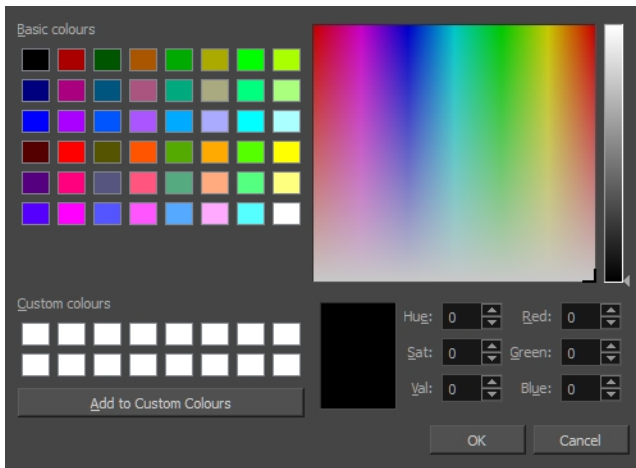 Basic colours
Custom colours
Add to Custom Colours
Hue: 0 Red: 0
Sat: 0 Green: 0
Val: 0 Blue: 0
OK Cancel